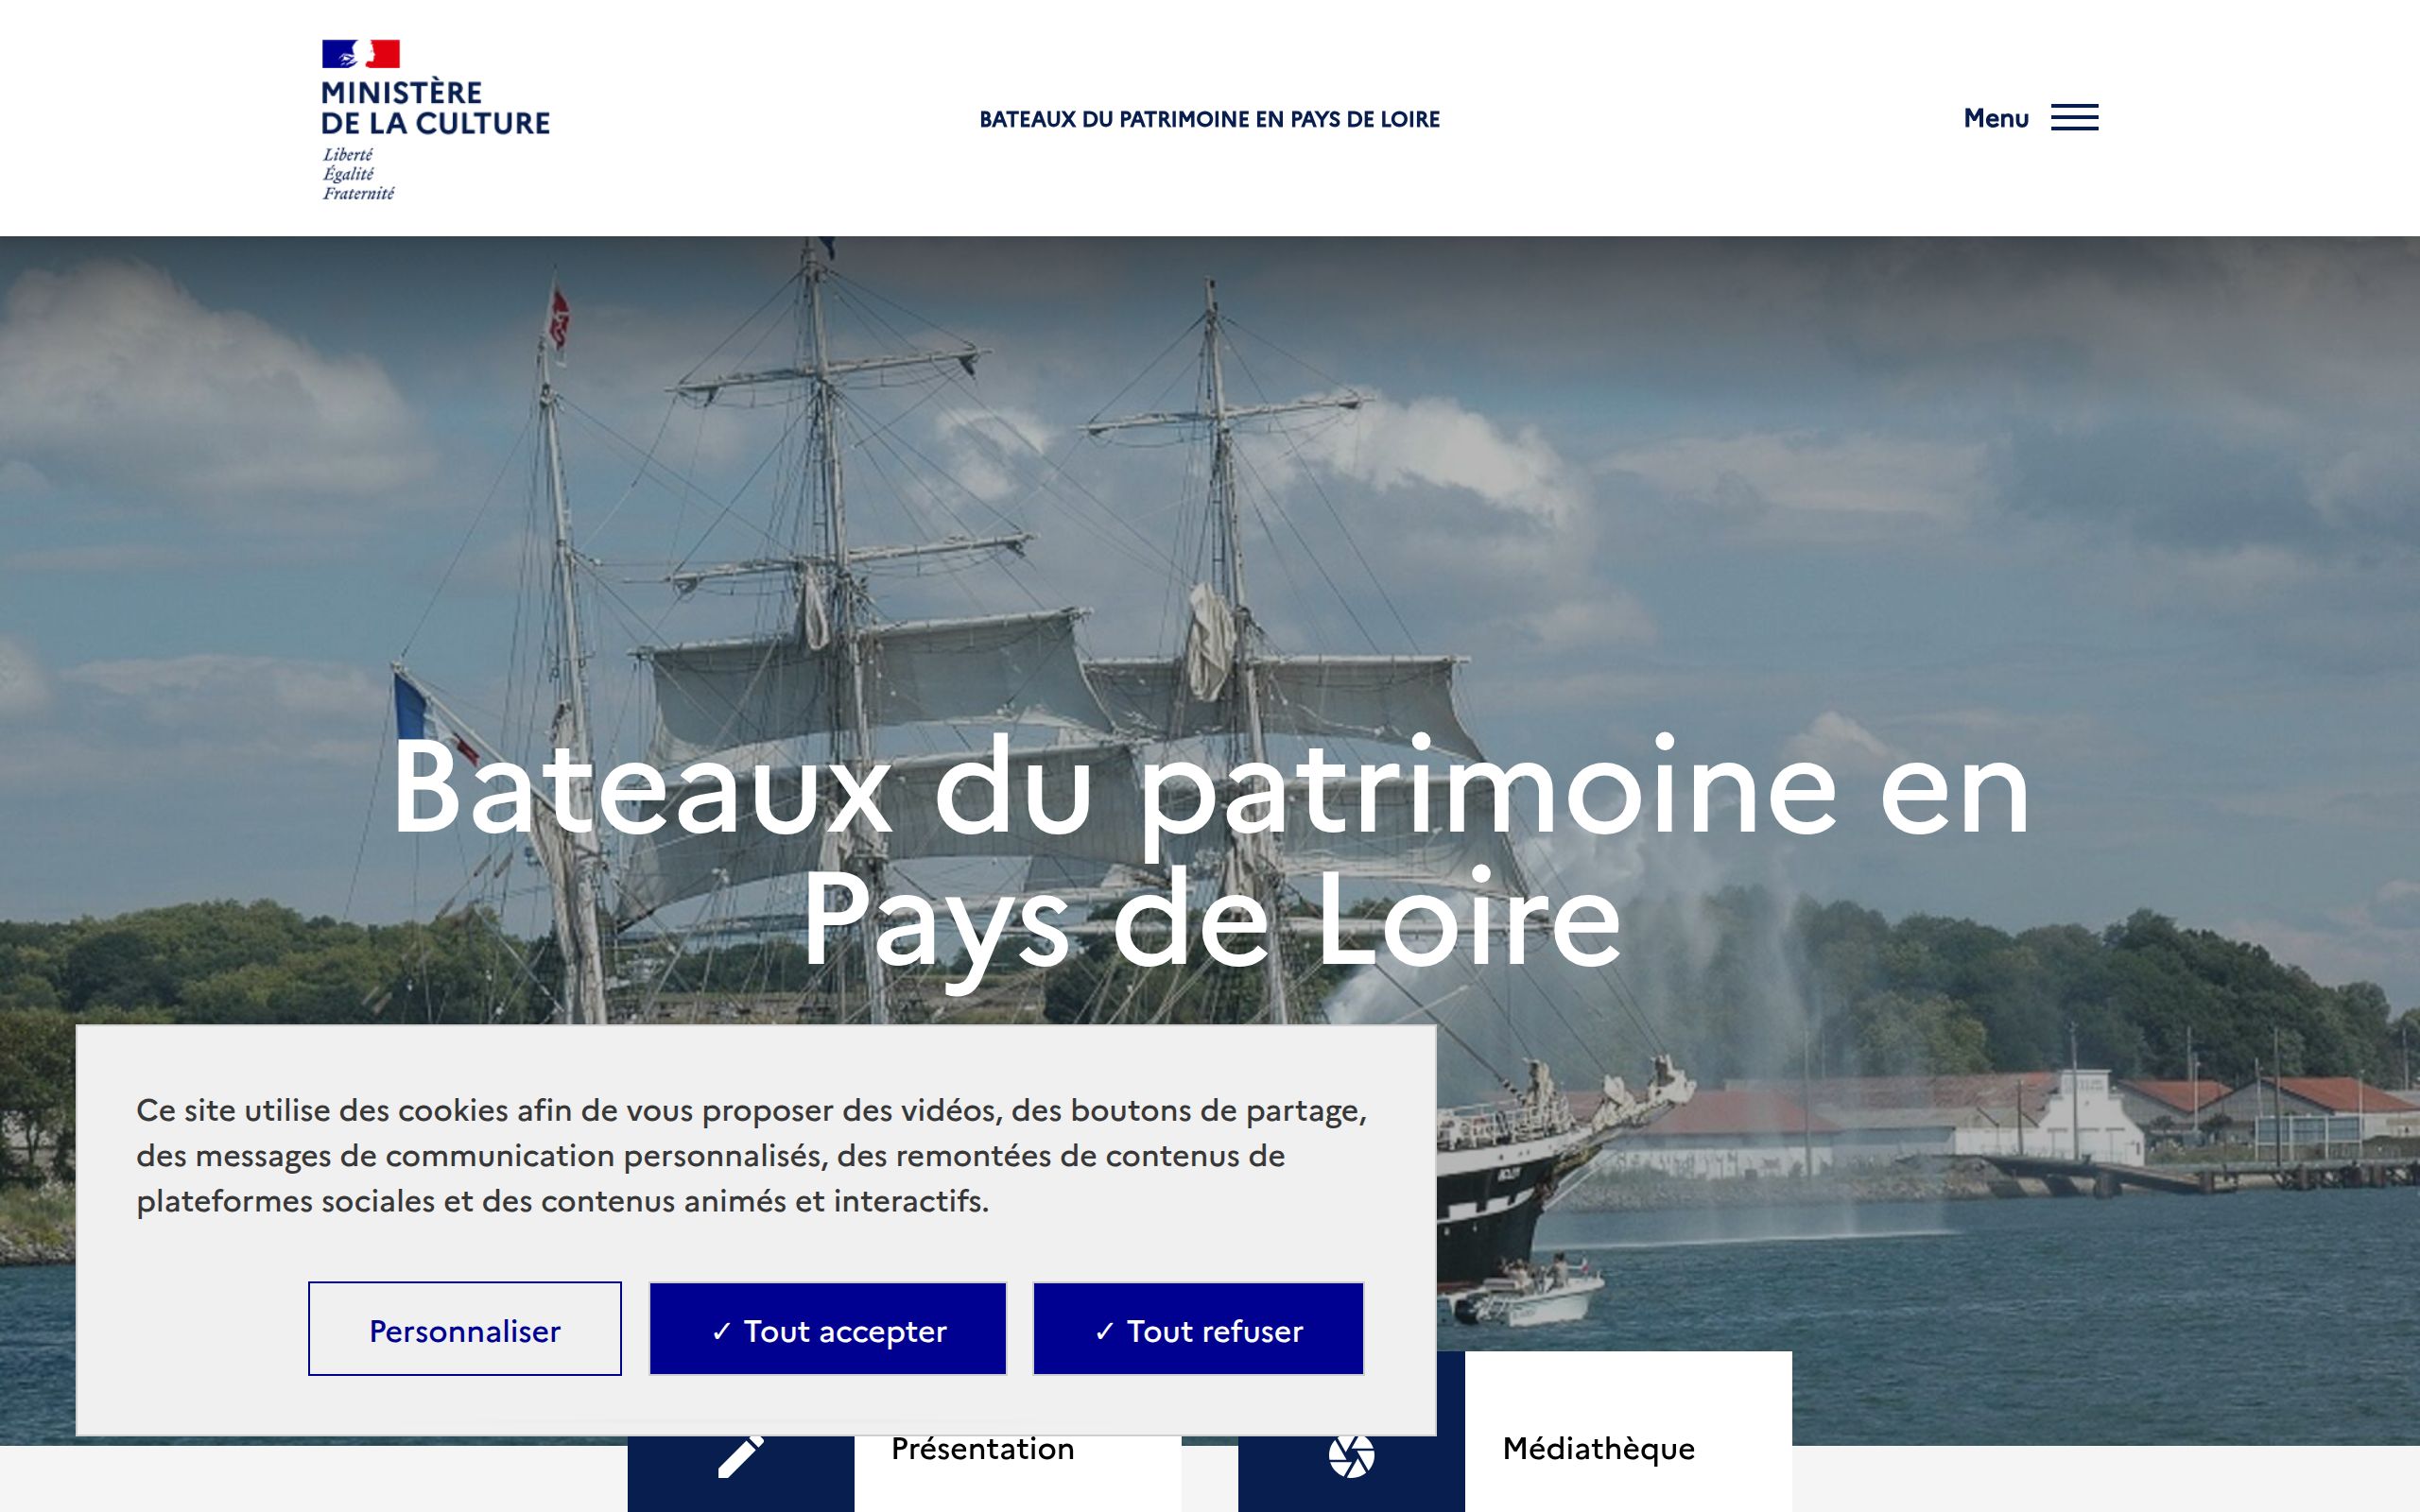 MINISTÈRE
DE LA CULTURE
Liberté
Égalité
Fraternité
BATEAUX DU PATRIMOINE EN PAYS DE LOIRE
Menu
Bateaux du patrimoine en
Pays de Loire
Ce site utilise des cookies afin de vous proposer des vidéos, des boutons de partage,
des messages de communication personnalisés, des remontées de contenus de
plateformes sociales et des contenus animés et interactifs.
Personnaliser
✓ Tout accepter
✓ Tout refuser
Présentation
Médiathèque